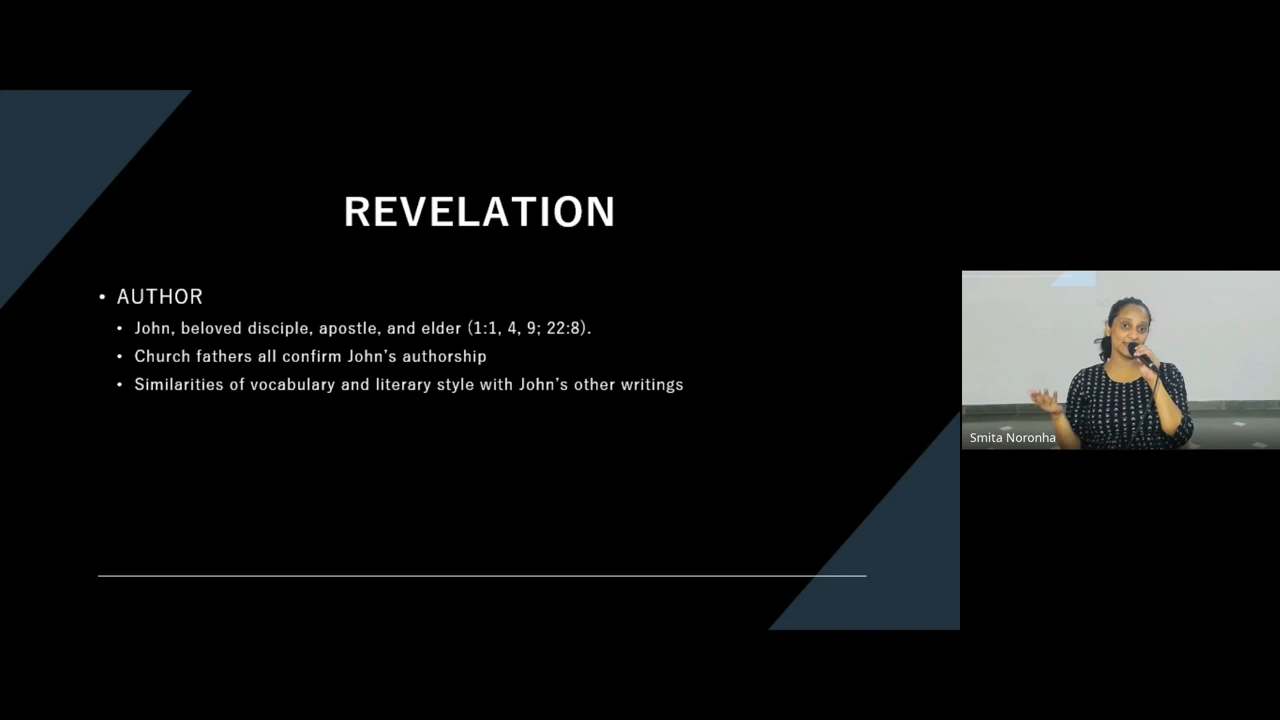 REVELATION
• AUTHOR
• John, beloved disciple, apostle, and elder (1:1, 4, 9; 22:8).
• Church fathers all confirm John’s authorship
• Similarities of vocabulary and literary style with John’s other writings
Smita Noronha